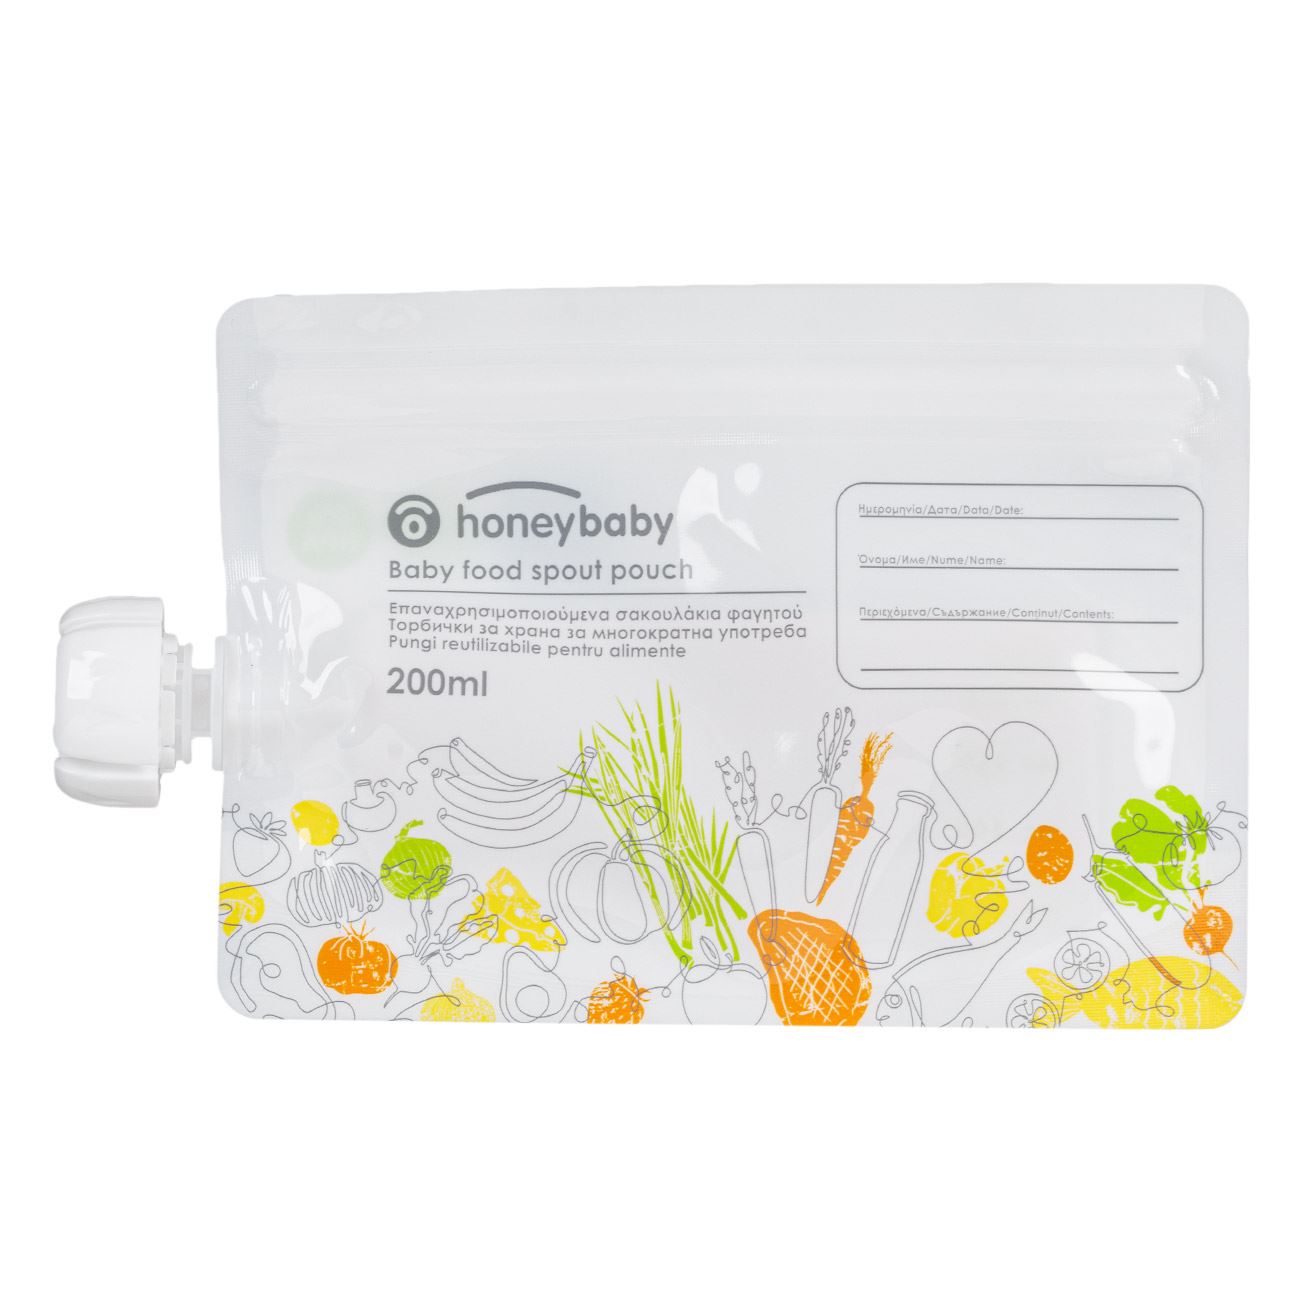 honeybaby
Baby food spout pouch
Επαναχρησιμοποιούμενα σακουλάκια φαγητού
Торбички за храна за многократна употреба
Pungi reutilizabile pentru alimente
200ml
Ημερομηνία/Дата/Data/Date:
Όνομα/Име/Nume/Name:
Περιεχόμενα/Съдържание/Conținut/Contents: